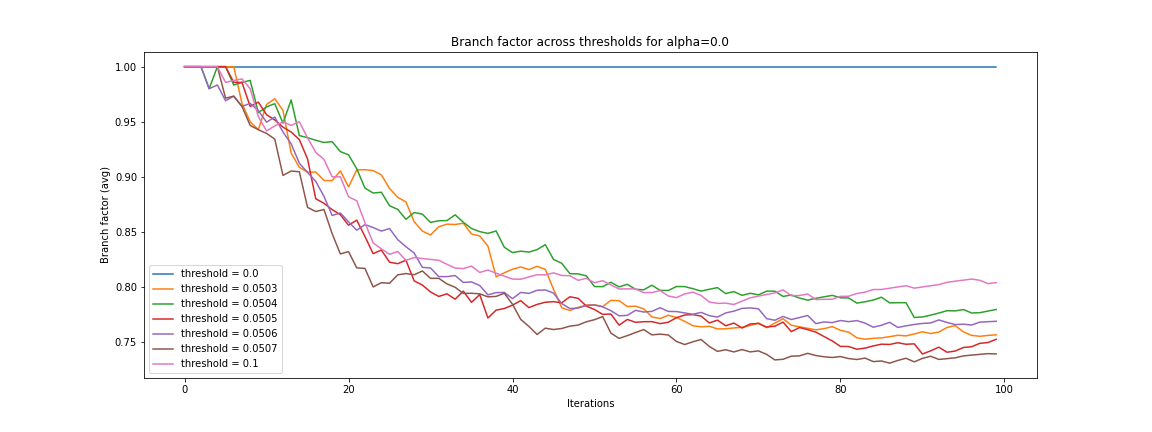 Branch factor across thresholds for alpha=0.0
Branch factor (avg)
1.00
0.95
0.90
0.85
0.80
0.75
threshold = 0.0
threshold = 0.0503
threshold = 0.0504
threshold = 0.0505
threshold = 0.0506
threshold = 0.0507
threshold = 0.1
0 20 40 60 80 100
Iterations